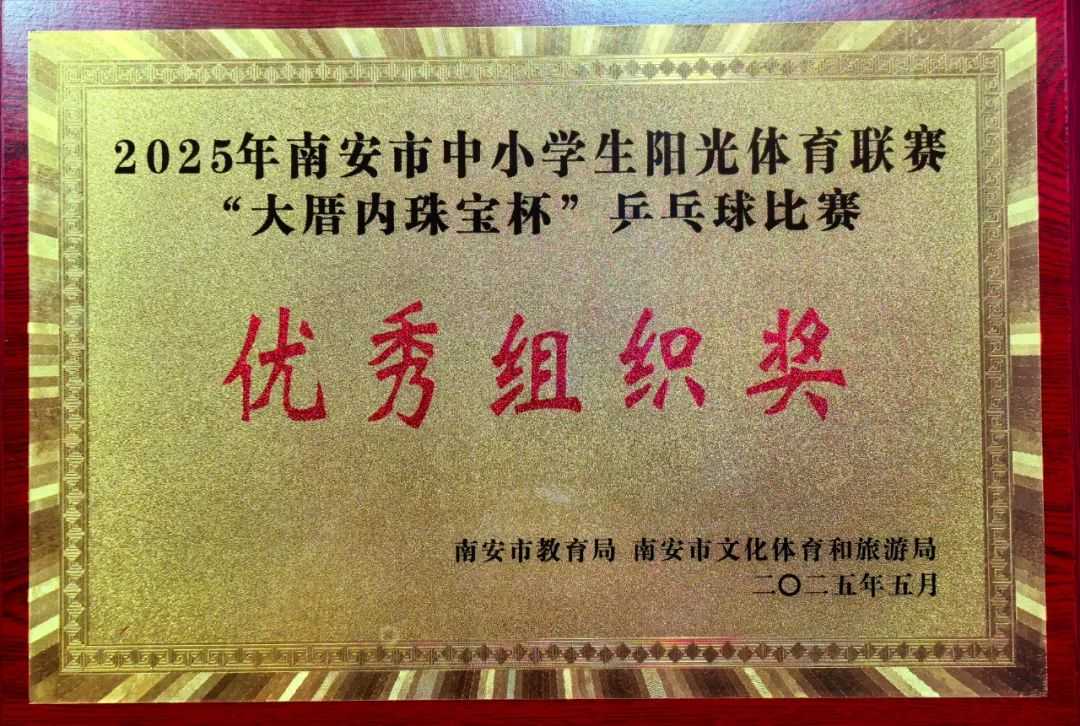 2025年南安市中小学生阳光体育联赛
“大厝内珠宝杯”乒乓球比赛
优秀组织奖
南安市教育局 南安市文化体育和旅游局
二〇二五年五月